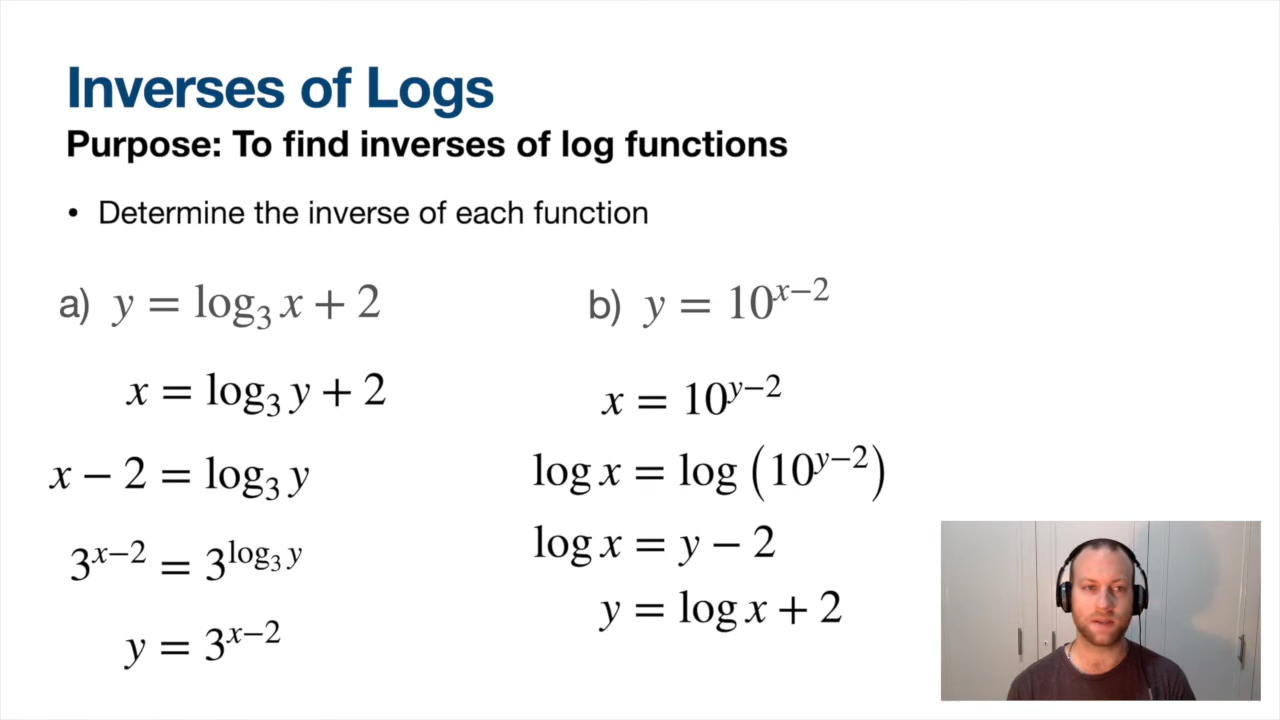 Inverses of Logs
Purpose: To find inverses of log functions
• Determine the inverse of each function
a) y = log₃ x + 2
x = log₃ y + 2
x − 2 = log₃ y
3^(x−2) = 3^(log₃ y)
y = 3^(x−2)
b) y = 10^(x−2)
x = 10^(y−2)
log x = log (10^(y−2))
log x = y − 2
y = log x + 2